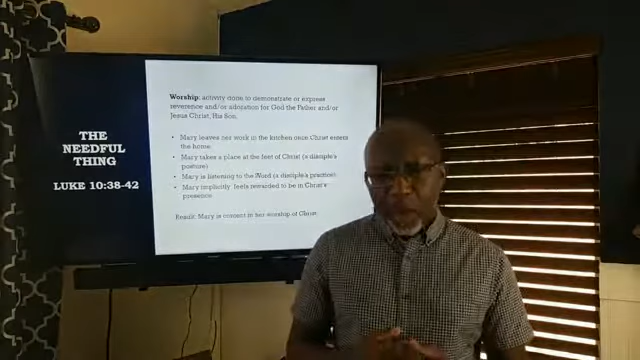 THE
NEEDFUL
THING
LUKE 10:38-42
Worship: activity done to demonstrate or express
reverence and/or adoration for God the Father and/or
Jesus Christ, His Son.
• Mary leaves her work in the kitchen once Christ enters
the home.
• Mary takes a place at the feet of Christ (a disciple's
posture)
• Mary is listening to the Word (a disciple's practice)
• Mary implicitly feels rewarded to be in Christ's
presence.
Result: Mary is content in her worship of Christ